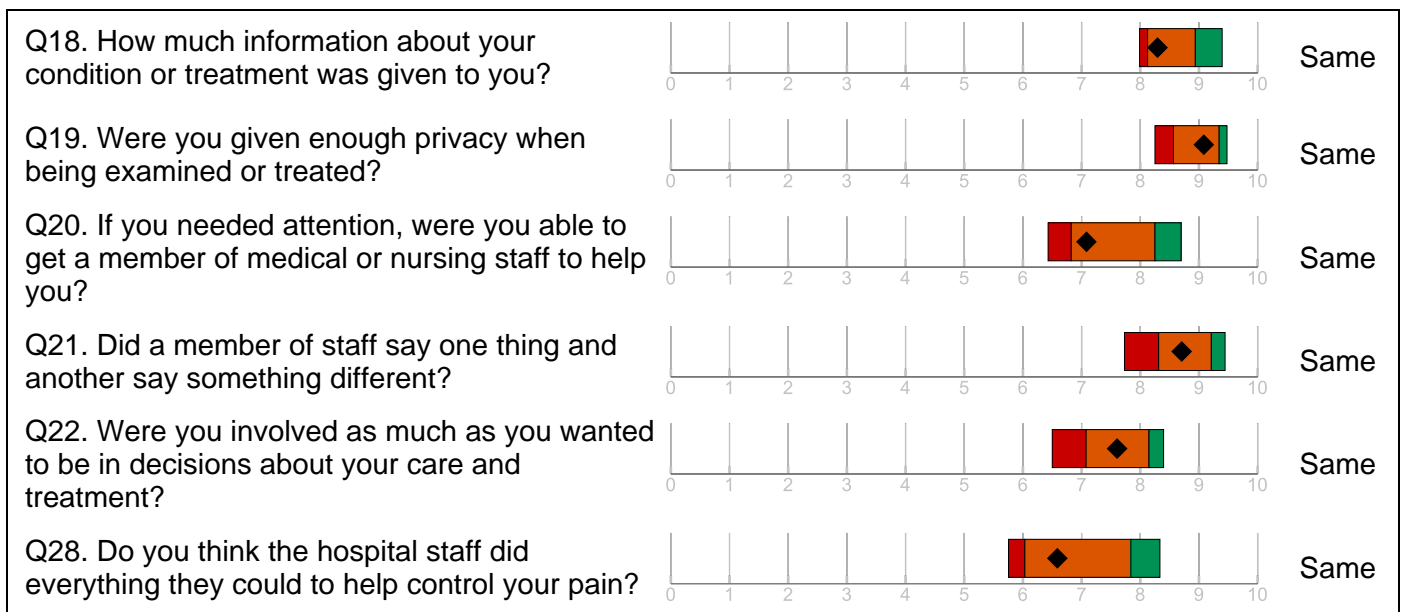 Q18. How much information about your
condition or treatment was given to you?
0 1 2 3 4 5 6 7 8 9 10
Same
Q19. Were you given enough privacy when
being examined or treated?
0 1 2 3 4 5 6 7 8 9 10
Same
Q20. If you needed attention, were you able to
get a member of medical or nursing staff to help
you?
0 1 2 3 4 5 6 7 8 9 10
Same
Q21. Did a member of staff say one thing and
another say something different?
0 1 2 3 4 5 6 7 8 9 10
Same
Q22. Were you involved as much as you wanted
to be in decisions about your care and
treatment?
0 1 2 3 4 5 6 7 8 9 10
Same
Q28. Do you think the hospital staff did
everything they could to help control your pain?
0 1 2 3 4 5 6 7 8 9 10
Same